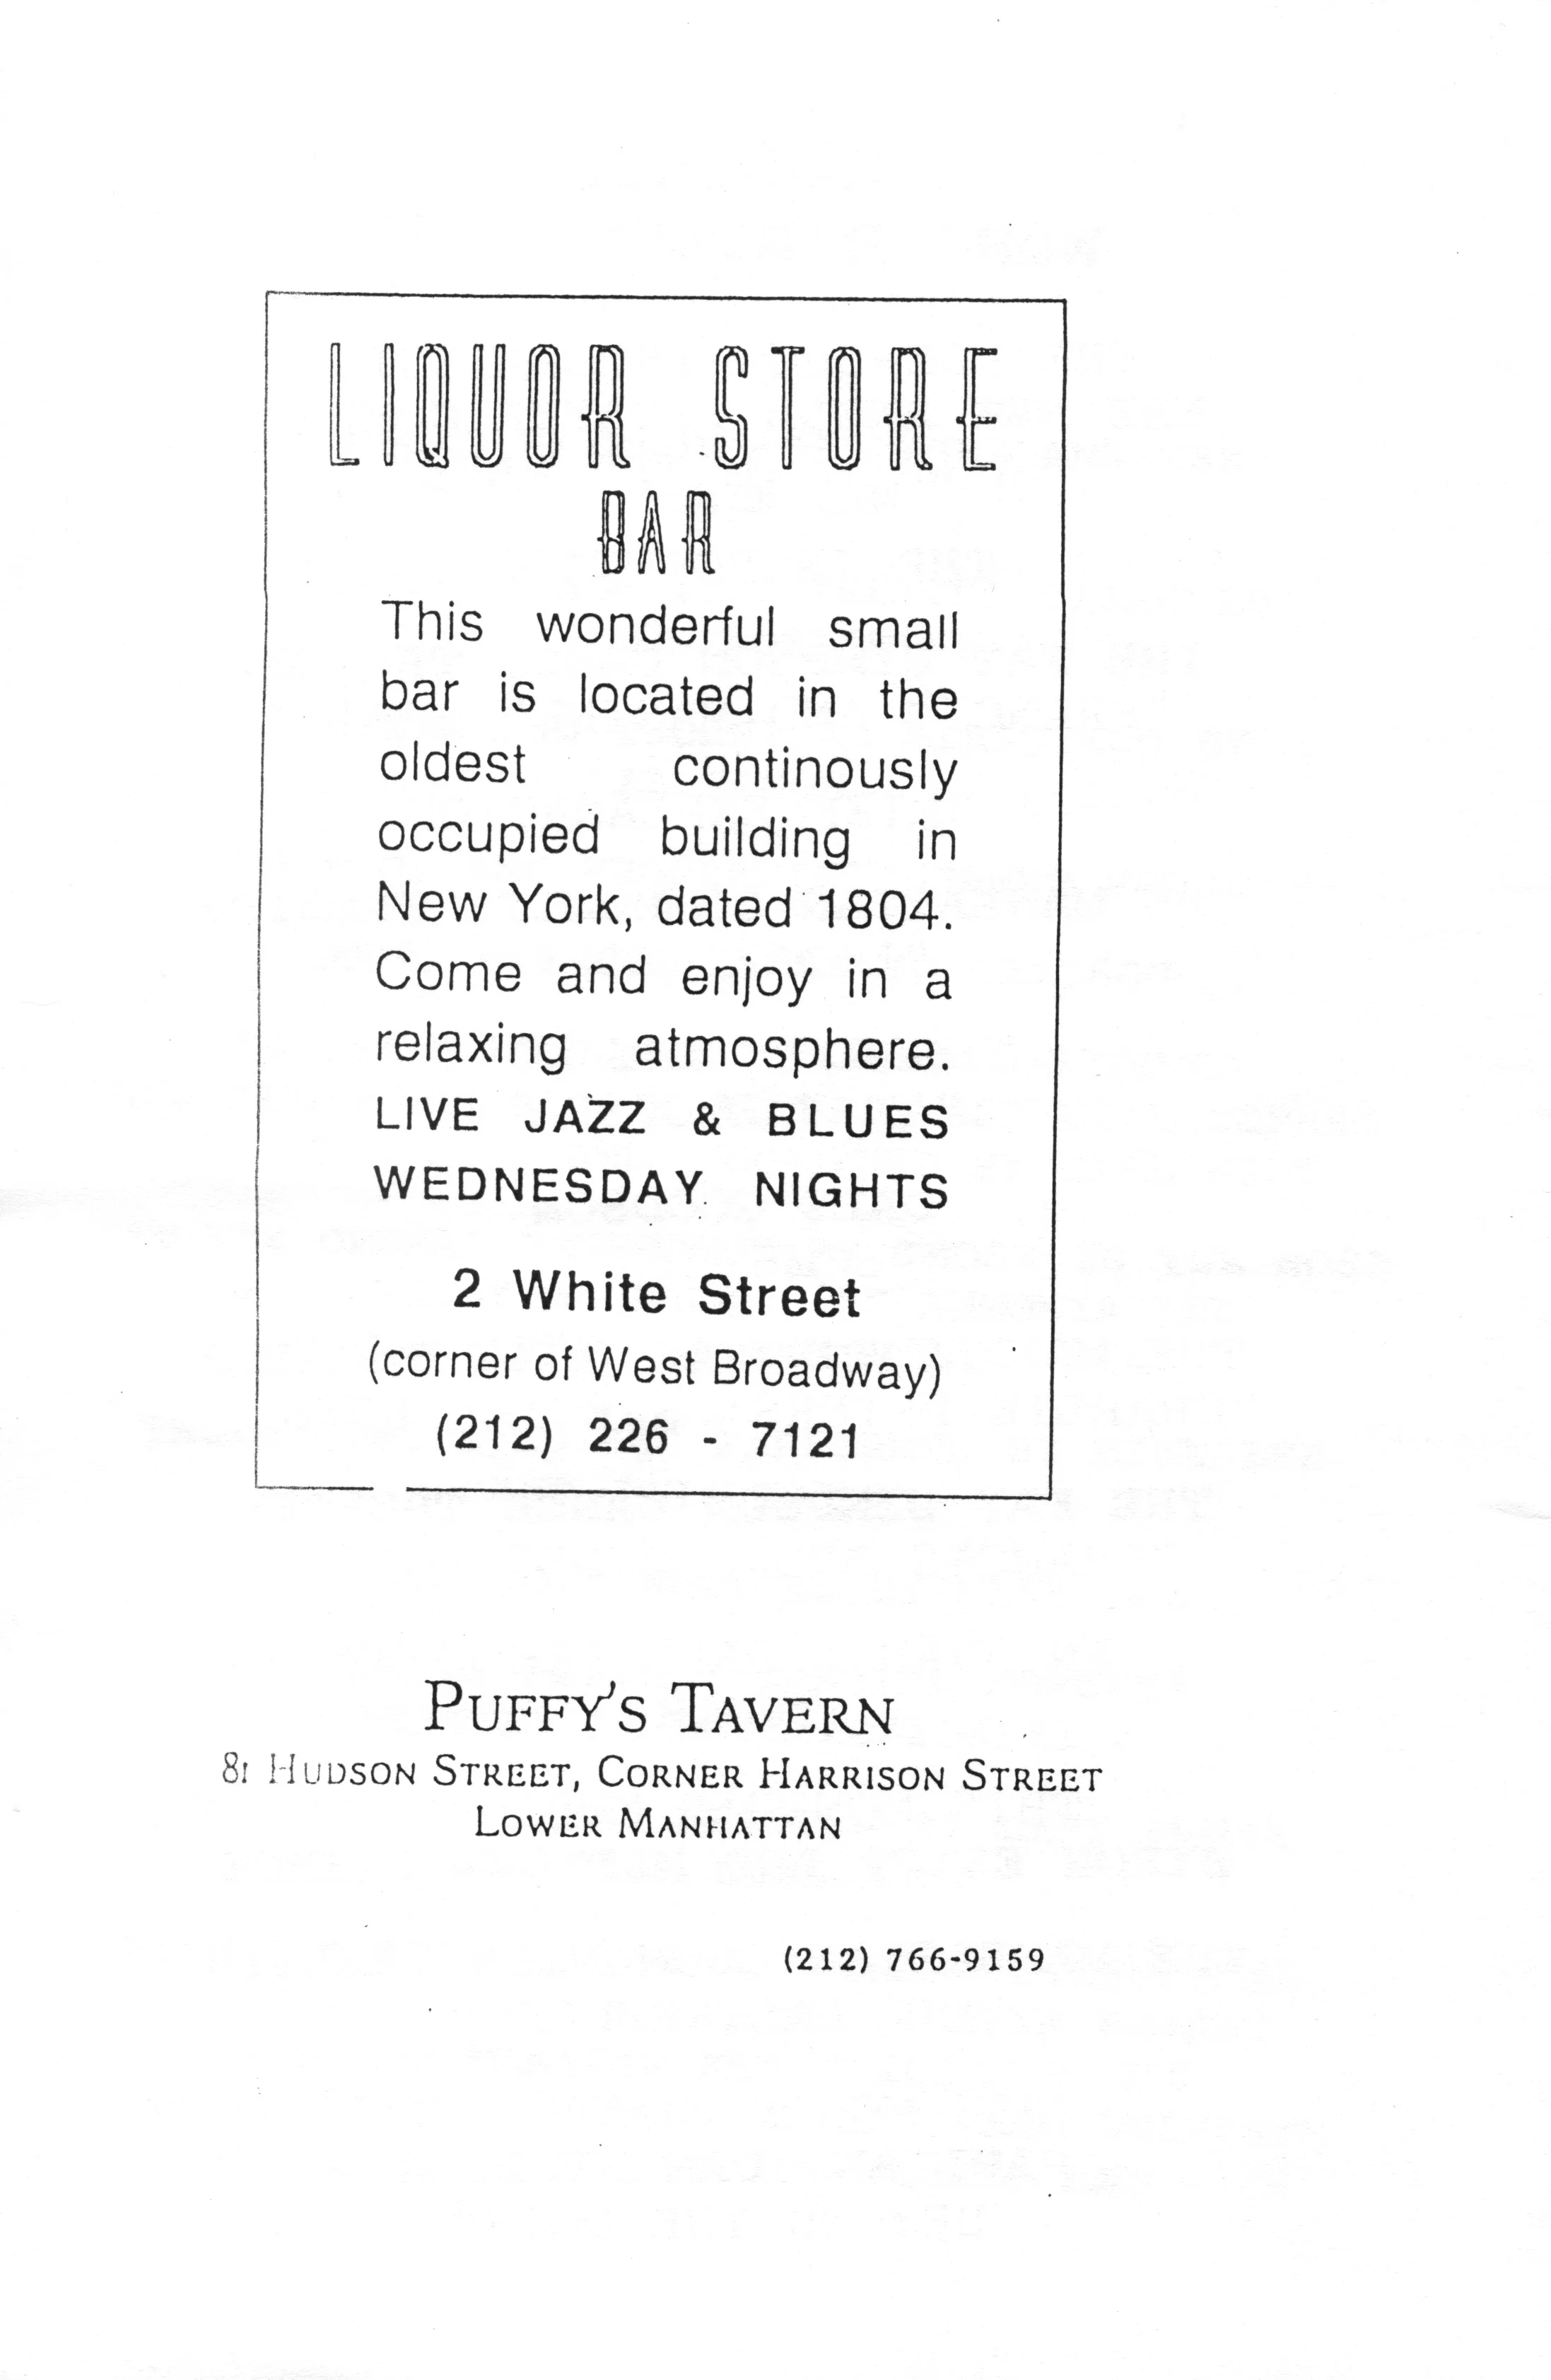 LIQUOR STORE
BAR
This wonderful small
bar is located in the
oldest continously
occupied building in
New York, dated 1804.
Come and enjoy in a
relaxing atmosphere.
LIVE JAZZ & BLUES
WEDNESDAY NIGHTS
2 White Street
(corner of West Broadway)
(212) 226 - 7121
PUFFY'S TAVERN
81 HUDSON STREET, CORNER HARRISON STREET
LOWER MANHATTAN
(212) 766-9159